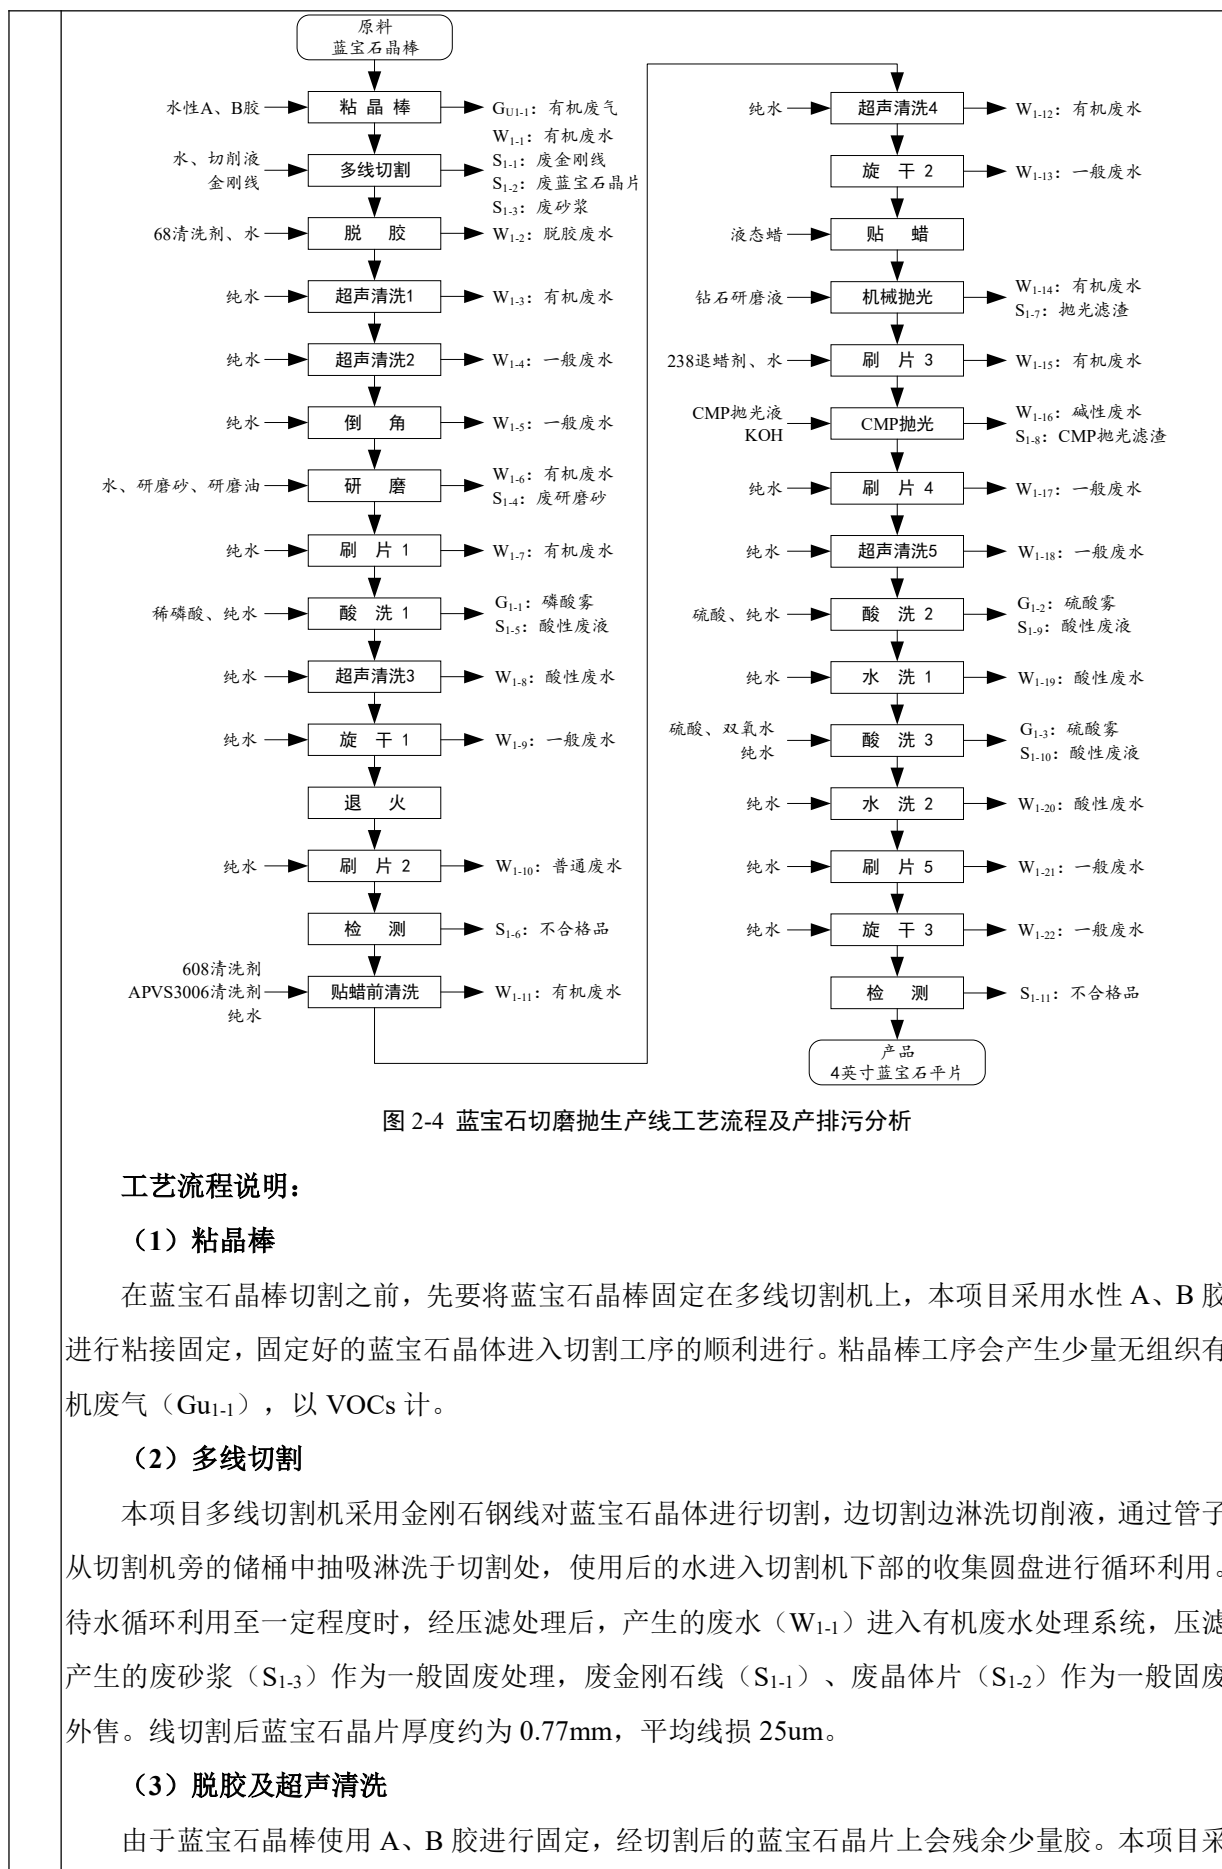 原料
蓝宝石晶棒
水性A、B胶
粘 晶 棒
GU1-1：有机废气
水、切削液
金刚线
多线切割
W1-1：有机废水
S1-1：废金刚线
S1-2：废蓝宝石晶片
S1-3：废砂浆
68清洗剂、水
脱 胶
W1-2：脱胶废水
纯水
超声清洗1
W1-3：有机废水
纯水
超声清洗2
W1-4：一般废水
纯水
倒 角
W1-5：一般废水
水、研磨砂、研磨油
研 磨
W1-6：有机废水
S1-4：废研磨砂
纯水
刷 片 1
W1-7：有机废水
稀磷酸、纯水
酸 洗 1
G1-1：磷酸雾
S1-5：酸性废液
纯水
超声清洗3
W1-8：酸性废水
纯水
旋 干 1
W1-9：一般废水
退 火
纯水
刷 片 2
W1-10：普通废水
检 测
S1-6：不合格品
608清洗剂
APVS3006清洗剂
纯水
贴蜡前清洗
W1-11：有机废水
纯水
超声清洗4
W1-12：有机废水
旋 干 2
W1-13：一般废水
液态蜡
贴 蜡
钻石研磨液
机械抛光
W1-14：有机废水
S1-7：抛光滤渣
238退蜡剂、水
刷 片 3
W1-15：有机废水
CMP抛光液
KOH
CMP抛光
W1-16：碱性废水
S1-8：CMP抛光滤渣
纯水
刷 片 4
W1-17：一般废水
纯水
超声清洗5
W1-18：一般废水
硫酸、纯水
酸 洗 2
G1-2：硫酸雾
S1-9：酸性废液
纯水
水 洗 1
W1-19：酸性废水
硫酸、双氧水
纯水
酸 洗 3
G1-3：硫酸雾
S1-10：酸性废液
纯水
水 洗 2
W1-20：酸性废水
纯水
刷 片 5
W1-21：一般废水
纯水
旋 干 3
W1-22：一般废水
检 测
S1-11：不合格品
产品
4英寸蓝宝石平片
图 2-4 蓝宝石切磨抛生产线工艺流程及产排污分析
工艺流程说明：
（1）粘晶棒
在蓝宝石晶棒切割之前，先要将蓝宝石晶棒固定在多线切割机上，本项目采用水性 A、B 胶
进行粘接固定，固定好的蓝宝石晶体进入切割工序的顺利进行。粘晶棒工序会产生少量无组织有
机废气（Gu1-1），以 VOCs 计。
（2）多线切割
本项目多线切割机采用金刚石钢线对蓝宝石晶体进行切割，边切割边淋洗切削液，通过管子
从切割机旁的储桶中抽吸淋洗于切割处，使用后的水进入切割机下部的收集圆盘进行循环利用。
待水循环利用至一定程度时，经压滤处理后，产生的废水（W1-1）进入有机废水处理系统，压滤
产生的废砂浆（S1-3）作为一般固废处理，废金刚石线（S1-1）、废晶体片（S1-2）作为一般固废
外售。线切割后蓝宝石晶片厚度约为 0.77mm，平均线损 25um。
（3）脱胶及超声清洗
由于蓝宝石晶棒使用 A、B 胶进行固定，经切割后的蓝宝石晶片上会残余少量胶。本项目采